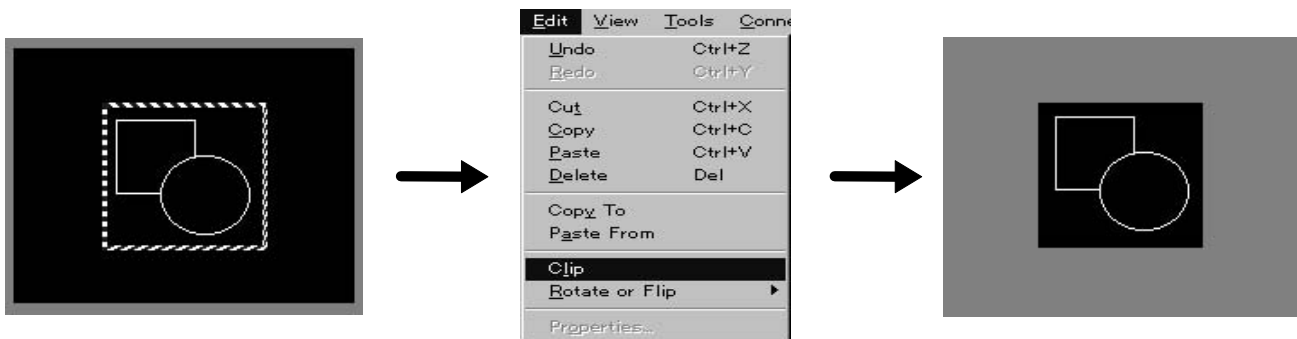 Edit View Tools Conne
Undo Ctrl+Z
Redo Ctrl+Y
Cut Ctrl+X
Copy Ctrl+C
Paste Ctrl+V
Delete Del
Copy To
Paste From
Clip
Rotate or Flip
Properties...